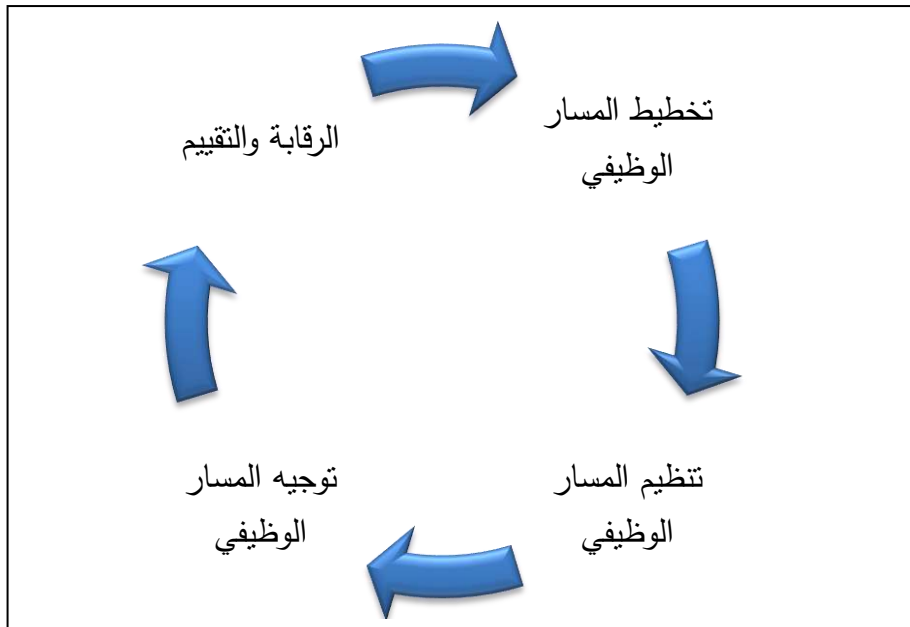 تخطيط المسار
الوظيفي
تنظيم المسار
الوظيفي
توجيه المسار
الوظيفي
الرقابة والتقييم